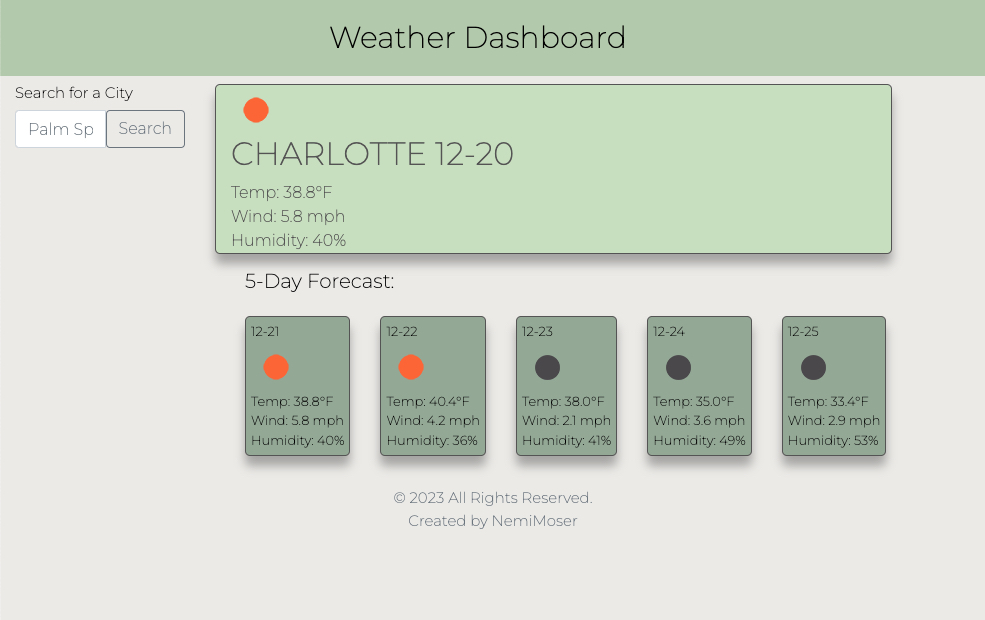 Weather Dashboard
Search for a City
Palm Sp
Search
CHARLOTTE 12-20
Temp: 38.8°F
Wind: 5.8 mph
Humidity: 40%
5-Day Forecast:
12-21
Temp: 38.8°F
Wind: 5.8 mph
Humidity: 40%
12-22
Temp: 40.4°F
Wind: 4.2 mph
Humidity: 36%
12-23
Temp: 38.0°F
Wind: 2.1 mph
Humidity: 41%
12-24
Temp: 35.0°F
Wind: 3.6 mph
Humidity: 49%
12-25
Temp: 33.4°F
Wind: 2.9 mph
Humidity: 53%
© 2023 All Rights Reserved.
Created by NemiMoser